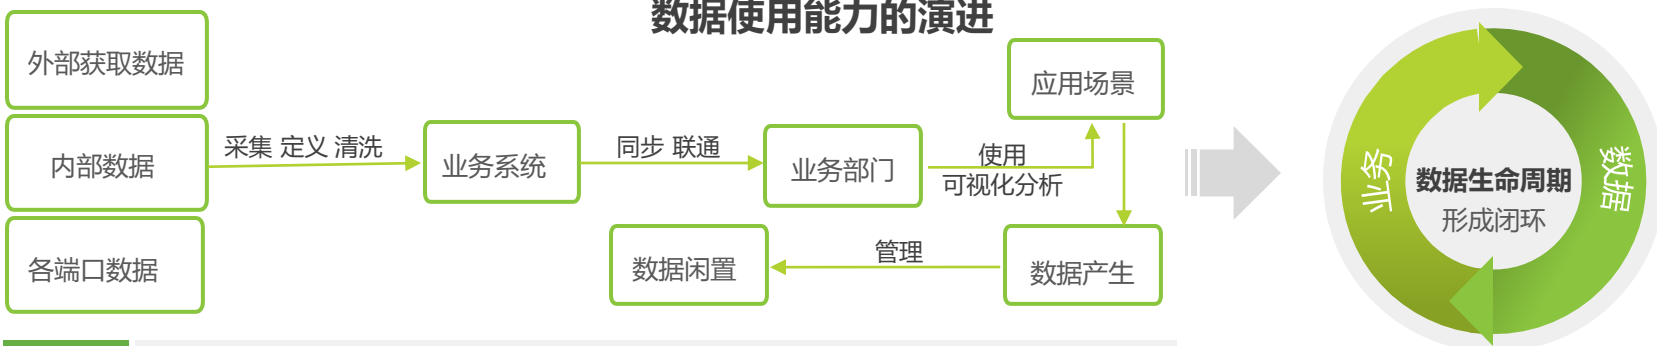 数据使用能力的演进
外部获取数据
内部数据
各端口数据
采集 定义 清洗
业务系统
同步 联通
业务部门
使用
可视化分析
应用场景
数据产生
管理
数据闲置
业务
数据
数据生命周期
形成闭环